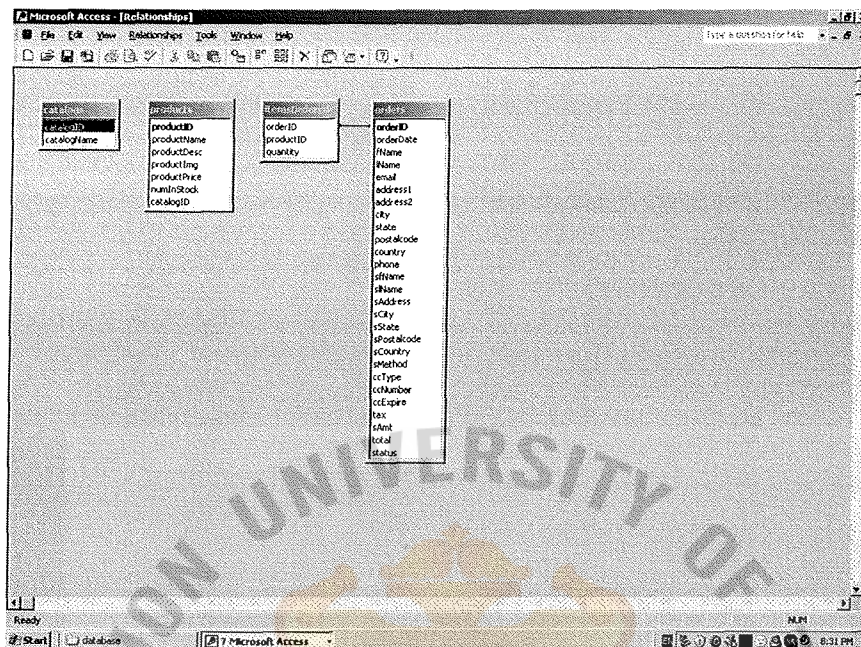 Microsoft Access - [Relationships]
File Edit View Relationships Tools Window Help
Type a question for help
catalogs
catalogID
catalogName
products
productID
productName
productDesc
productImg
productPrice
numInStock
catalogID
orderID
productID
quantity
orders
orderID
orderDate
fName
lName
email
address1
address2
city
state
postalcode
country
phone
sfName
slName
sAddress
sCity
sState
sPostalcode
sCountry
sMethod
ccType
ccNumber
ccExpire
tax
sAmt
total
status
UNIVERSITY OF
Ready
NUM
Start
database
7 Microsoft Access
8:31 PM